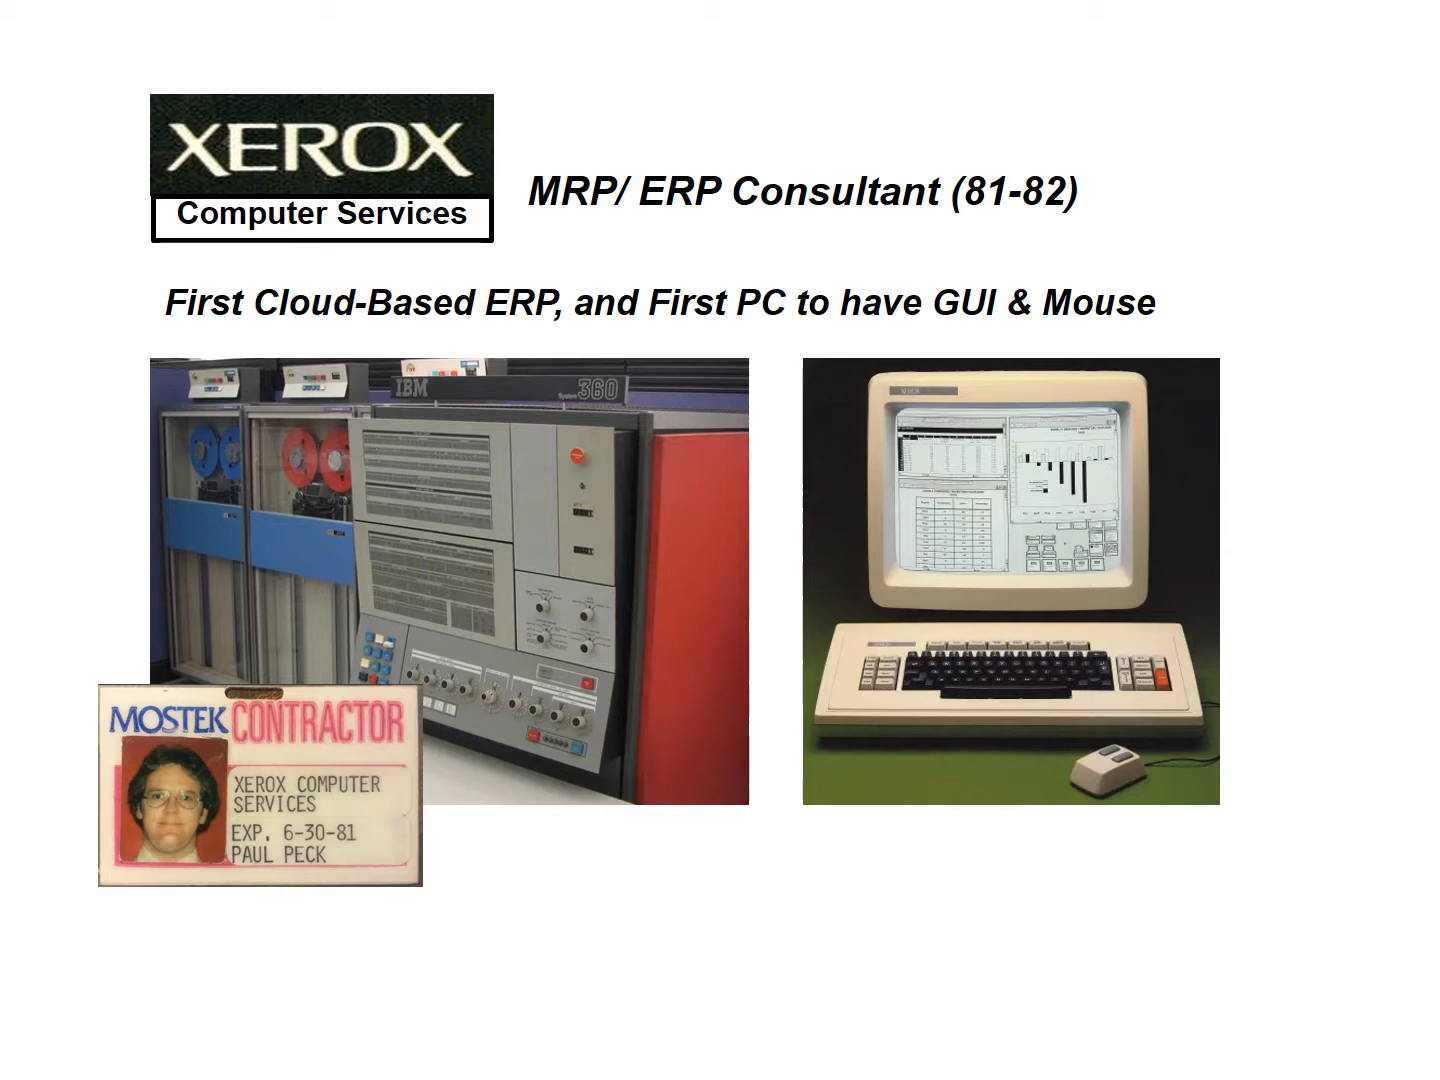 XEROX
Computer Services
MRP/ ERP Consultant (81-82)
First Cloud-Based ERP, and First PC to have GUI & Mouse
IBM
System 360
XEROX
MOSTEK CONTRACTOR
XEROX COMPUTER
SERVICES
EXP. 6-30-81
PAUL PECK